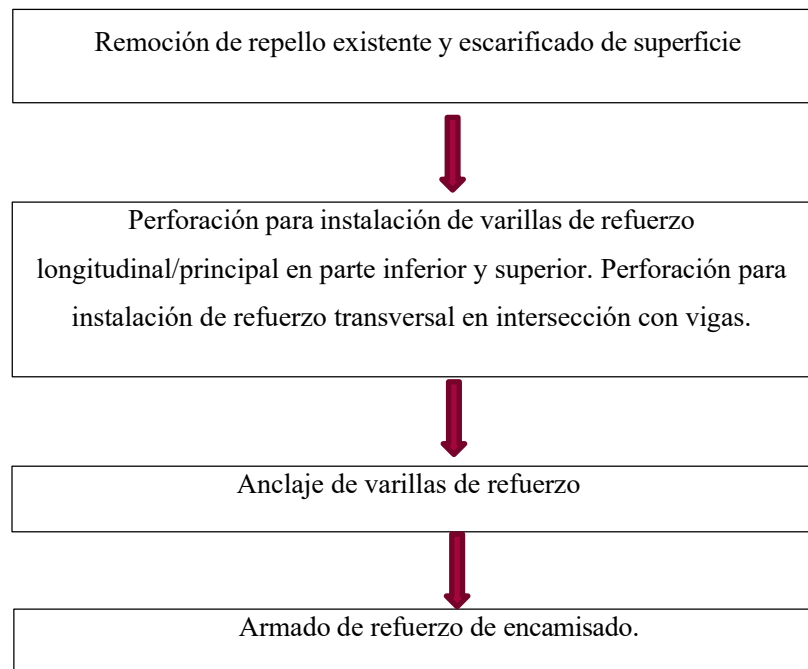 Remoción de repello existente y escarificado de superficie
Perforación para instalación de varillas de refuerzo
longitudinal/principal en parte inferior y superior. Perforación para
instalación de refuerzo transversal en intersección con vigas.
Anclaje de varillas de refuerzo
Armado de refuerzo de encamisado.